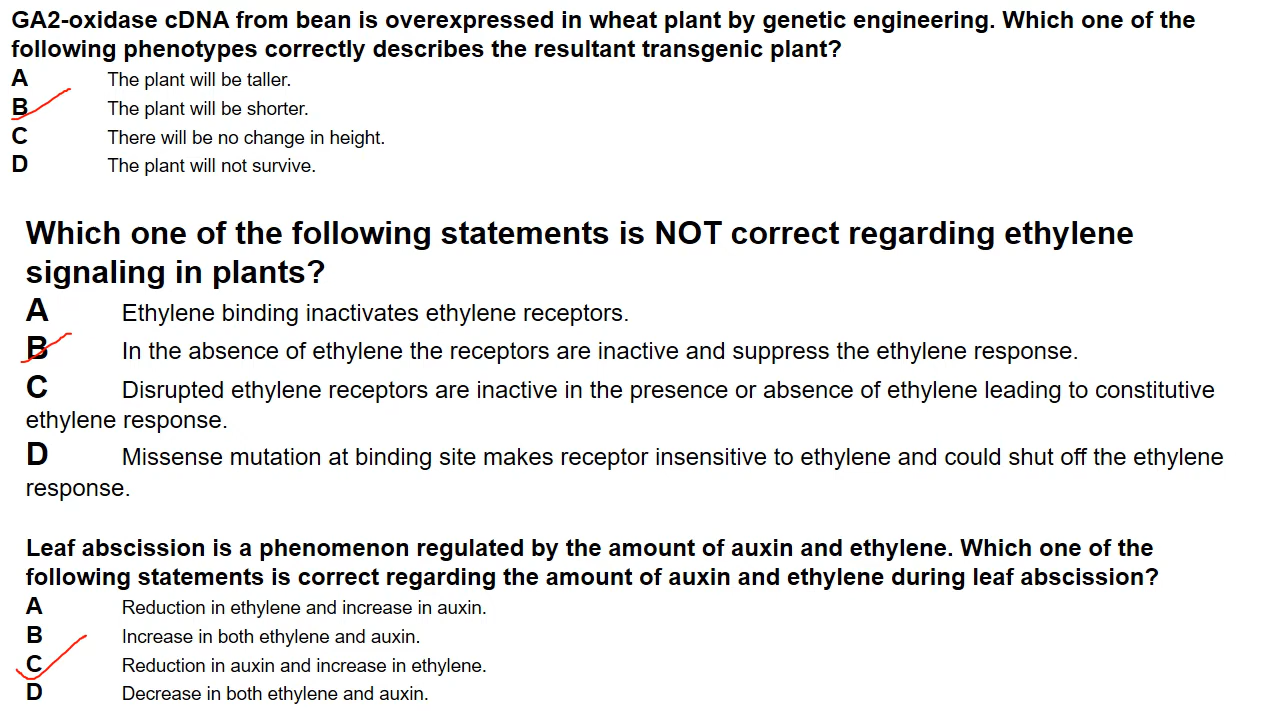 GA2-oxidase cDNA from bean is overexpressed in wheat plant by genetic engineering. Which one of the
following phenotypes correctly describes the resultant transgenic plant?
A The plant will be taller.
B The plant will be shorter.
C There will be no change in height.
D The plant will not survive.
Which one of the following statements is NOT correct regarding ethylene
signaling in plants?
A Ethylene binding inactivates ethylene receptors.
B In the absence of ethylene the receptors are inactive and suppress the ethylene response.
C Disrupted ethylene receptors are inactive in the presence or absence of ethylene leading to constitutive
ethylene response.
D Missense mutation at binding site makes receptor insensitive to ethylene and could shut off the ethylene
response.
Leaf abscission is a phenomenon regulated by the amount of auxin and ethylene. Which one of the
following statements is correct regarding the amount of auxin and ethylene during leaf abscission?
A Reduction in ethylene and increase in auxin.
B Increase in both ethylene and auxin.
C Reduction in auxin and increase in ethylene.
D Decrease in both ethylene and auxin.